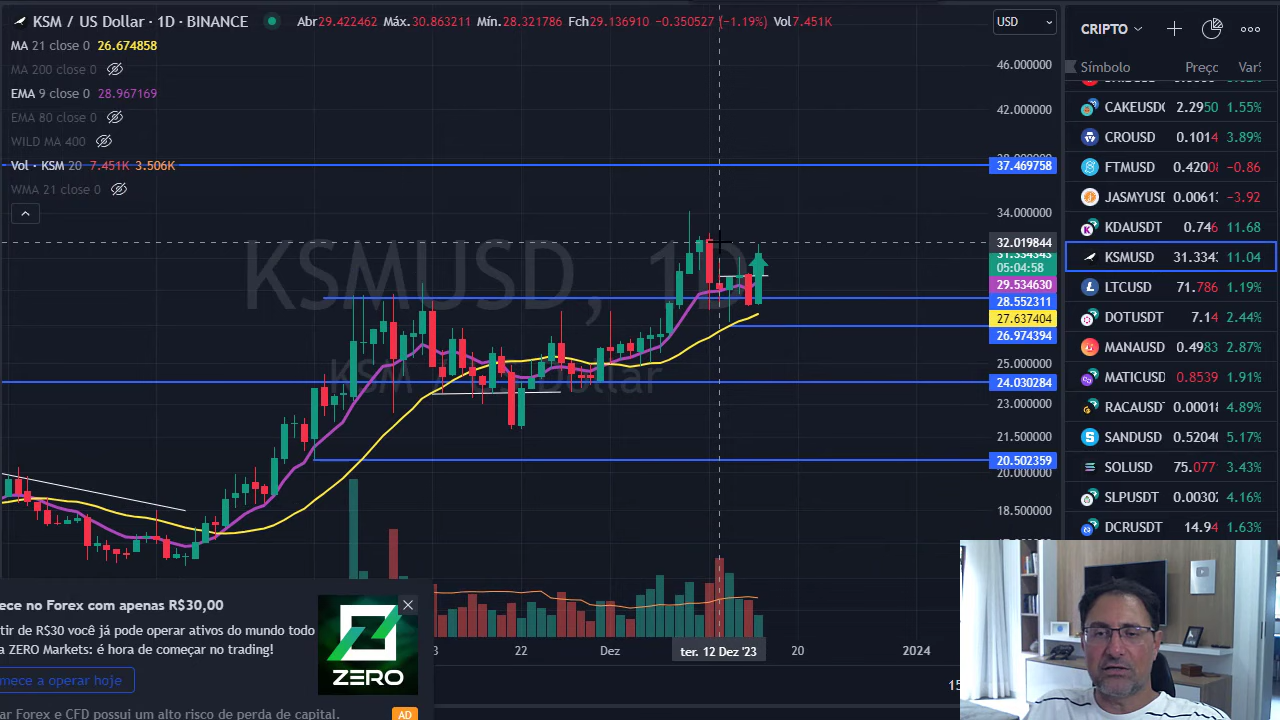 KSM / US Dollar · 1D · BINANCE
Abr29.422462 Máx.30.863211 Mín.28.321786 Fch29.136910 −0.350527 (−1.19%) Vol7.451K
USD
MA 21 close 0 26.674858
MA 200 close 0
EMA 9 close 0 28.967169
EMA 80 close 0
WILD MA 400
Vol · KSM 20 7.451K 3.506K
WMA 21 close 0
KSMUSD, 1D
KSM / US Dollar
46.000000
42.000000
37.469758
34.000000
32.019844
31.334343
05:04:58
29.534630
28.552311
27.637404
26.974394
25.000000
24.030284
23.000000
21.500000
20.502359
20.000000
18.500000
22
Dez
ter. 12 Dez '23
20
2024
15
CRIPTO
Símbolo Preço Var%
CAKEUSD 2.2950 1.55%
CROUSD 0.1014 3.89%
FTMUSD 0.4200 −0.86
JASMYUS 0.0061 −3.92
KDAUSDT 0.746 11.68
KSMUSD 31.334 11.04
LTCUSD 71.786 1.19%
DOTUSDT 7.14 2.44%
MANAUSD 0.4983 2.87%
MATICUSD 0.8539 1.91%
RACAUSD 0.00018 4.89%
SANDUSD 0.5204 5.17%
SOLUSD 75.077 3.43%
SLPUSDT 0.00302 4.16%
DCRUSDT 14.94 1.63%
ece no Forex com apenas R$30,00
tir de R$30 você já pode operar ativos do mundo todo
a ZERO Markets: é hora de começar no trading!
mece a operar hoje
ZERO
ar Forex e CFD possui um alto risco de perda de capital.
AD